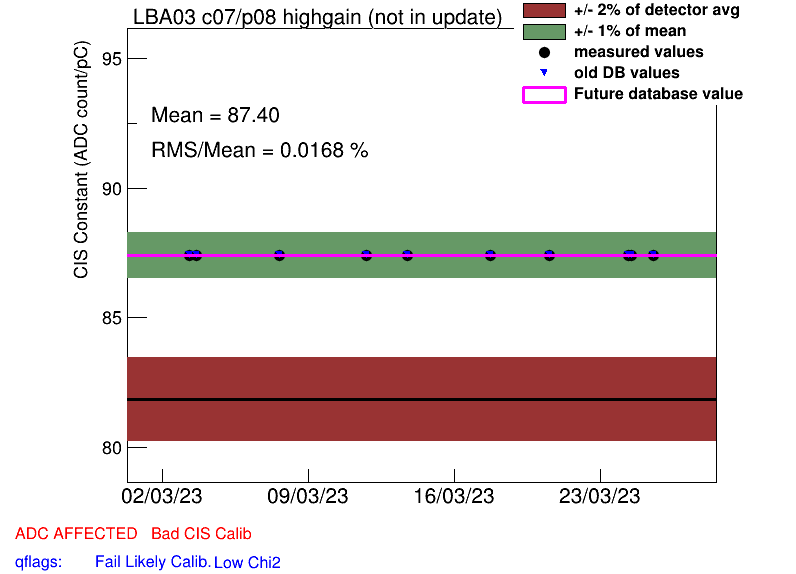 LBA03 c07/p08 highgain (not in update)
+/- 2% of detector avg
+/- 1% of mean
measured values
old DB values
Future database value
CIS Constant (ADC count/pC)
Mean = 87.40
RMS/Mean = 0.0168 %
95
90
85
80
02/03/23 09/03/23 16/03/23 23/03/23
ADC AFFECTED Bad CIS Calib
qflags: Fail Likely Calib. Low Chi2